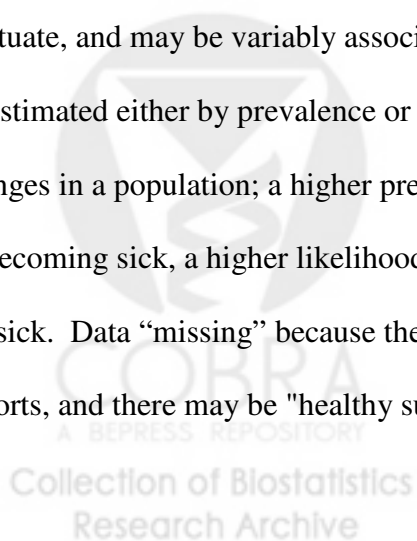 tuate, and may be variably associ
stimated either by prevalence or
nges in a population; a higher pre
ecoming sick, a higher likelihood
sick. Data “missing” because the
orts, and there may be "healthy su
COBRA
A BEPRESS REPOSITORY
Collection of Biostatistics
Research Archive